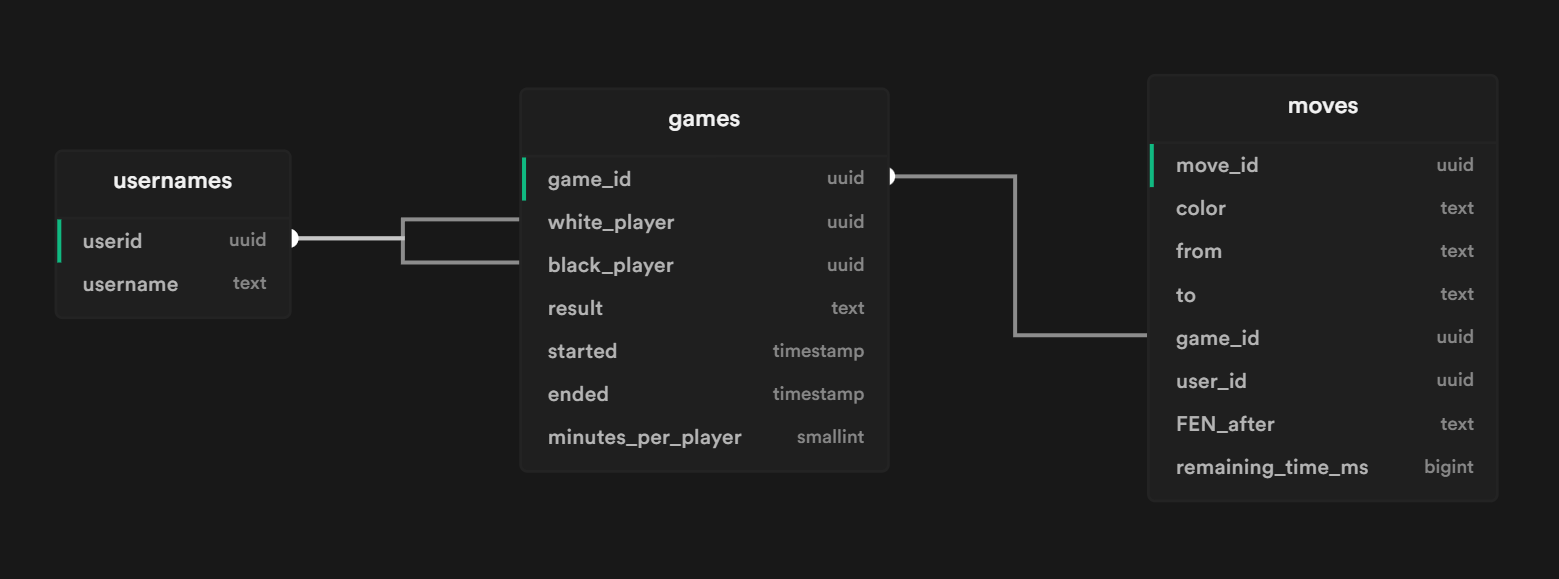 usernames
userid uuid
username text
games
game_id uuid
white_player uuid
black_player uuid
result text
started timestamp
ended timestamp
minutes_per_player smallint
moves
move_id uuid
color text
from text
to text
game_id uuid
user_id uuid
FEN_after text
remaining_time_ms bigint